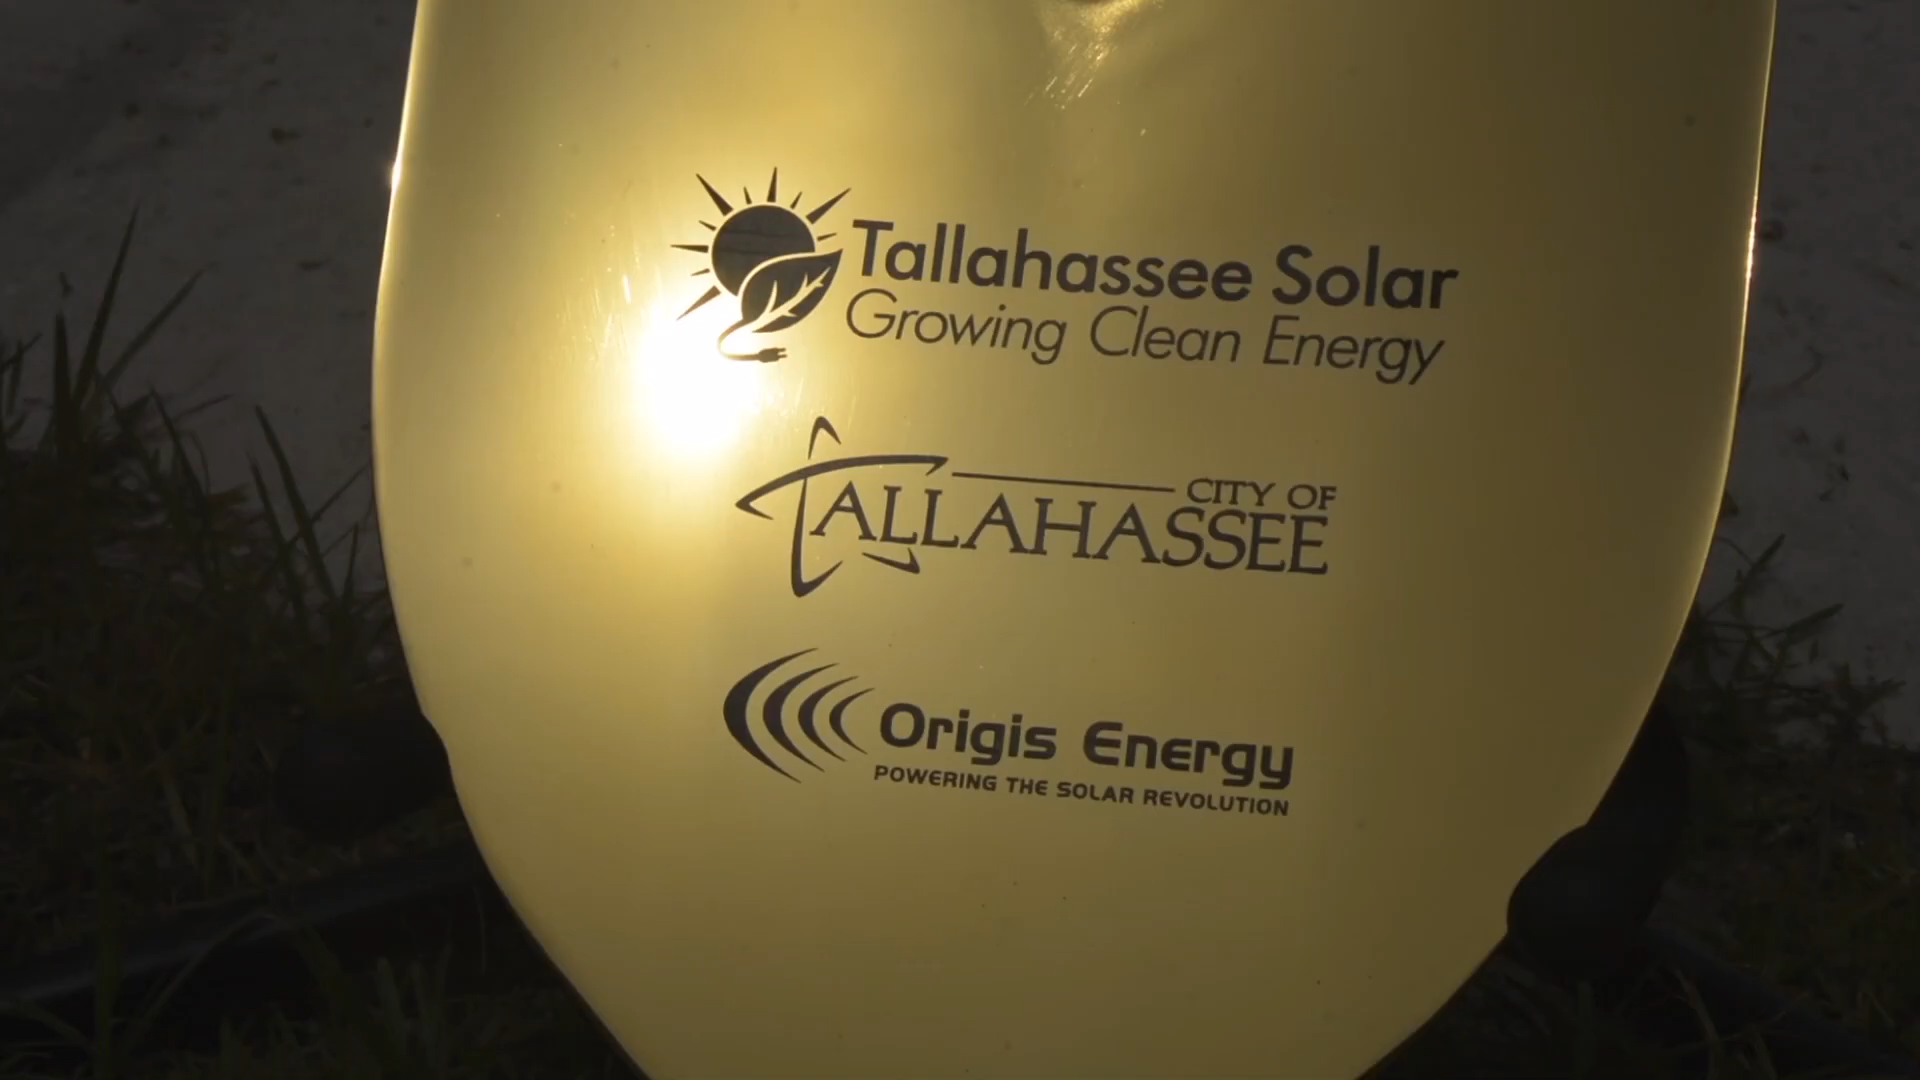 Tallahassee Solar
Growing Clean Energy
CITY OF
TALLAHASSEE
Origis Energy
POWERING THE SOLAR REVOLUTION